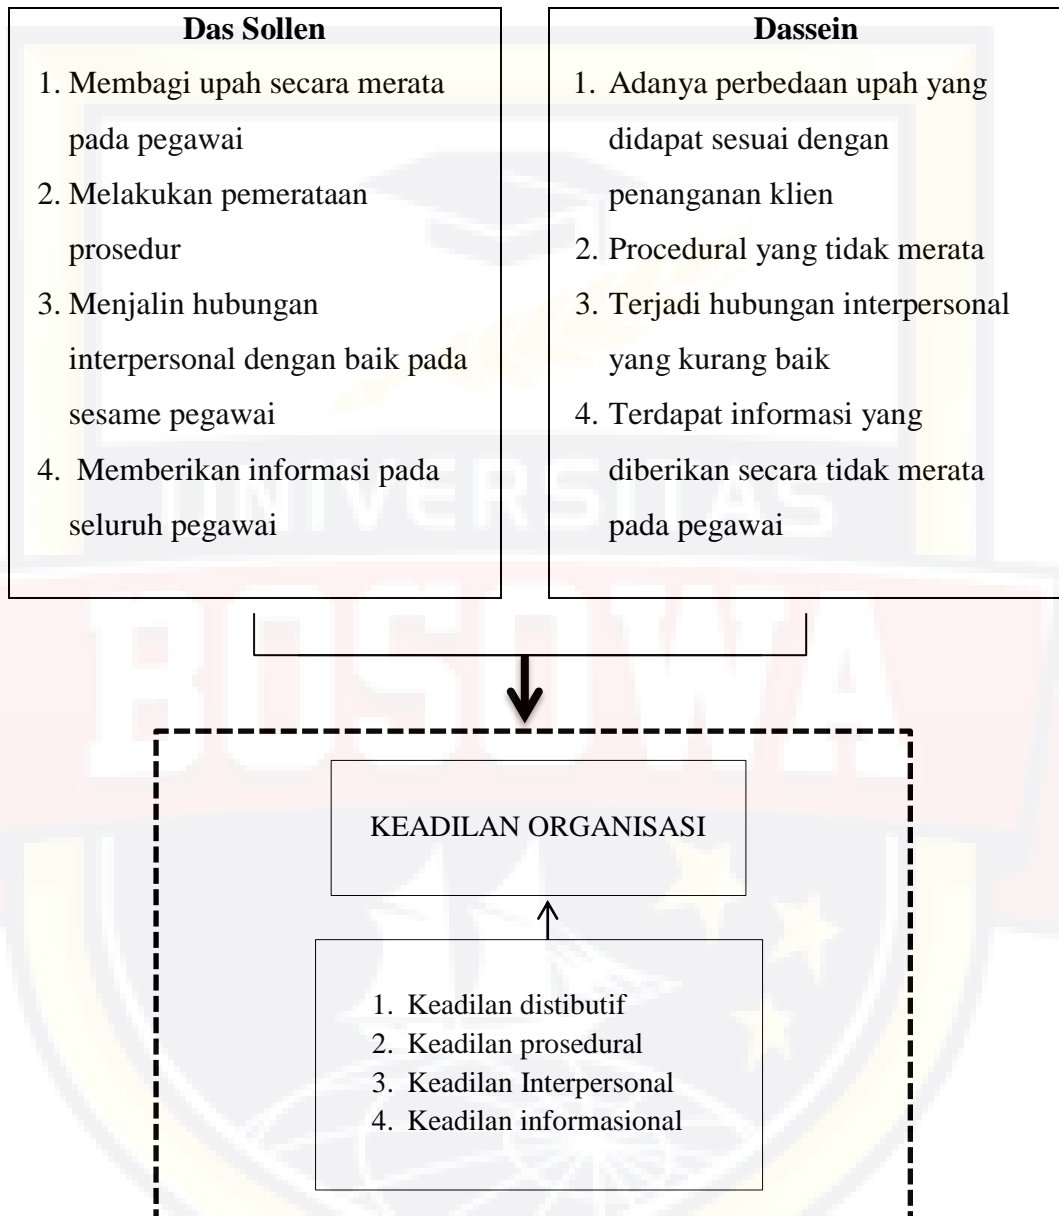 Das Sollen
1. Membagi upah secara merata
pada pegawai
2. Melakukan pemerataan
prosedur
3. Menjalin hubungan
interpersonal dengan baik pada
sesame pegawai
4. Memberikan informasi pada
seluruh pegawai
Dassein
1. Adanya perbedaan upah yang
didapat sesuai dengan
penanganan klien
2. Procedural yang tidak merata
3. Terjadi hubungan interpersonal
yang kurang baik
4. Terdapat informasi yang
diberikan secara tidak merata
pada pegawai
UNIVERSITAS
BOSOWA
KEADILAN ORGANISASI
1. Keadilan distibutif
2. Keadilan prosedural
3. Keadilan Interpersonal
4. Keadilan informasional